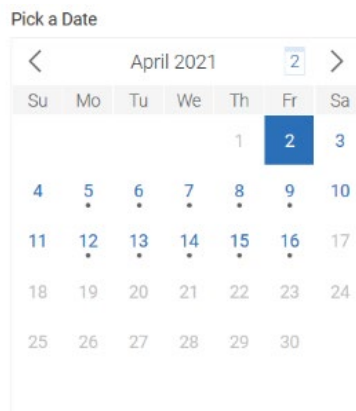 Pick a Date
April 2021 2
Su Mo Tu We Th Fr Sa
1 2 3
4 5 6 7 8 9 10
11 12 13 14 15 16 17
18 19 20 21 22 23 24
25 26 27 28 29 30